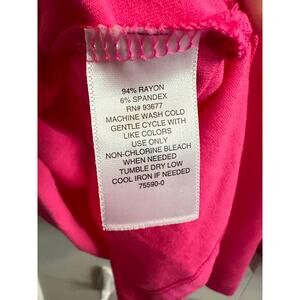 94% RAYON
6% SPANDEX
RN# 93677
MACHINE WASH COLD
GENTLE CYCLE WITH
LIKE COLORS
USE ONLY
NON-CHLORINE BLEACH
WHEN NEEDED
TUMBLE DRY LOW
COOL IRON IF NEEDED
75590-0